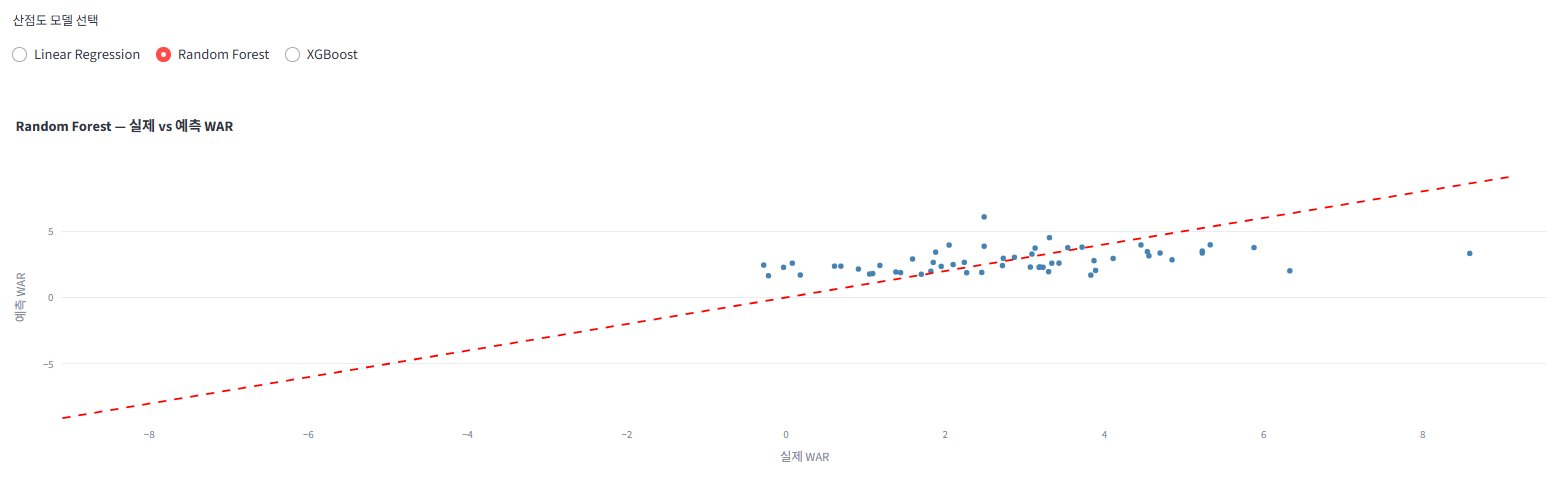 산점도 모델 선택
Linear Regression Random Forest XGBoost
Random Forest — 실제 vs 예측 WAR
5
0
−5
예측 WAR
−8 −6 −4 −2 0 2 4 6 8
실제 WAR